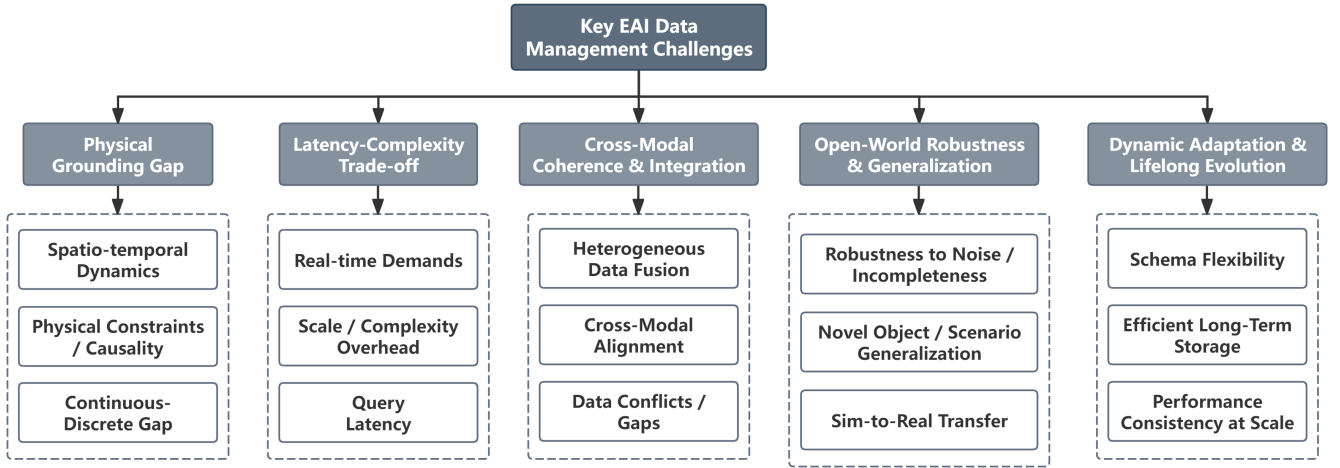 Key EAI Data
Management Challenges
Physical
Grounding Gap
Latency-Complexity
Trade-off
Cross-Modal
Coherence & Integration
Open-World Robustness
& Generalization
Dynamic Adaptation &
Lifelong Evolution
Spatio-temporal
Dynamics
Physical Constraints
/ Causality
Continuous-
Discrete Gap
Real-time Demands
Scale / Complexity
Overhead
Query
Latency
Heterogeneous
Data Fusion
Cross-Modal
Alignment
Data Conflicts /
Gaps
Robustness to Noise /
Incompleteness
Novel Object / Scenario
Generalization
Sim-to-Real Transfer
Schema Flexibility
Efficient Long-Term
Storage
Performance
Consistency at Scale